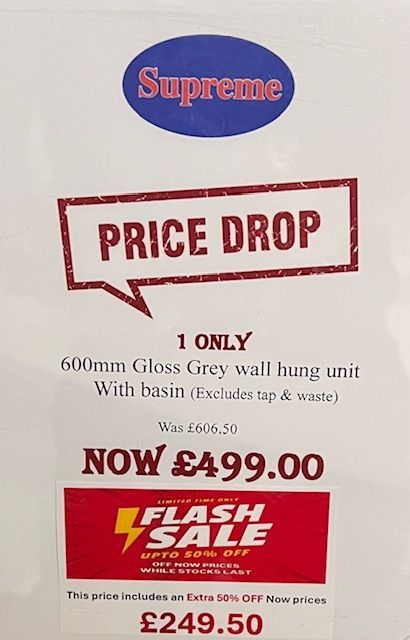 Supreme
PRICE DROP
1 ONLY
600mm Gloss Grey wall hung unit
With basin (Excludes tap & waste)
Was £606.50
NOW £499.00
LIMITED TIME ONLY
FLASH
SALE
UPTO 50% OFF
OFF NOW PRICES
WHILE STOCKS LAST
This price includes an Extra 50% OFF Now prices
£249.50